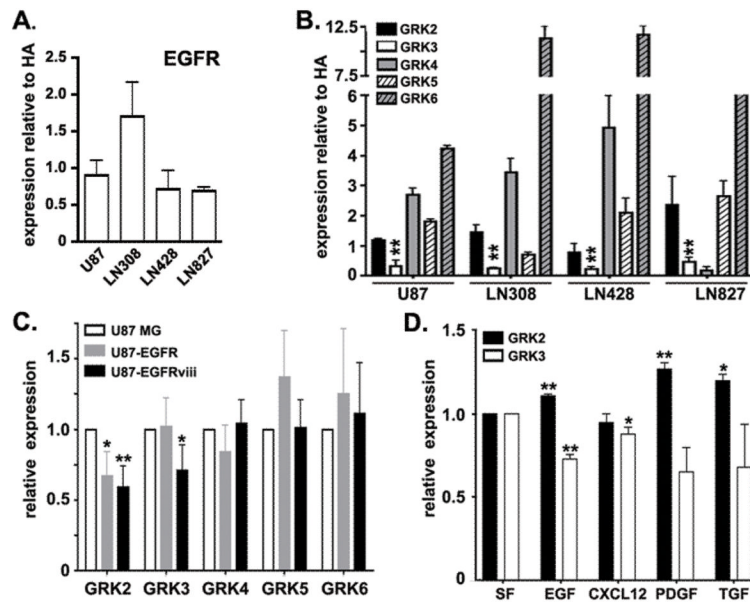 A.
EGFR
expression relative to HA
2.5
2.0
1.5
1.0
0.5
0
U87
LN308
LN428
LN827
B.
expression relative to HA
12.5
7.5
6
5
4
3
2
1
0
GRK2
GRK3
GRK4
GRK5
GRK6
**
**
**
**
U87
LN308
LN428
LN827
C.
U87 MG
U87-EGFR
U87-EGFRviii
relative expression
1.5
1.0
0.5
0
*
**
*
GRK2 GRK3 GRK4 GRK5 GRK6
D.
GRK2
GRK3
relative expression
1.5
1.0
0.5
0
**
**
*
**
*
SF EGF CXCL12 PDGF TGF